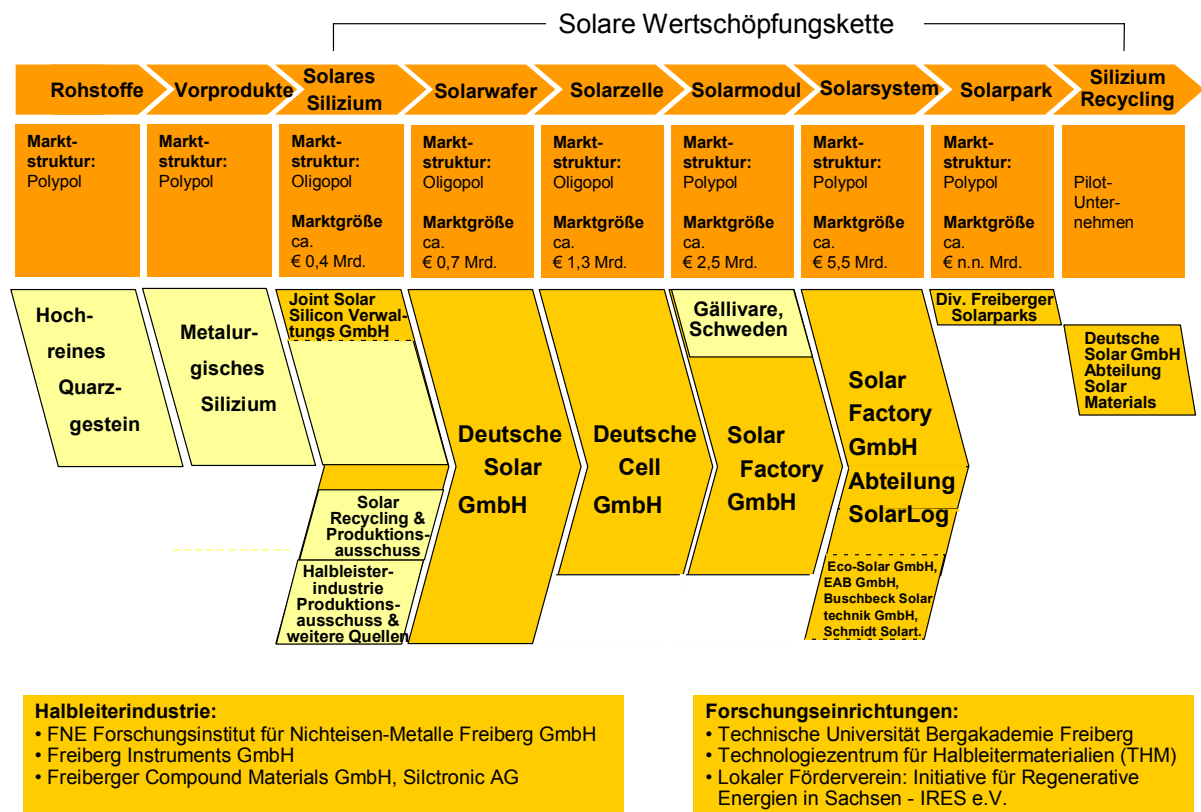 Solare Wertschöpfungskette
Rohstoffe
Vorprodukte
Solares
Silizium
Solarwafer
Solarzelle
Solarmodul
Solarsystem
Solarpark
Silizium
Recycling
Markt-
struktur:
Polypol
Markt-
struktur:
Polypol
Markt-
struktur:
Oligopol
Marktgröße
ca.
€ 0,4 Mrd.
Markt-
struktur:
Oligopol
Marktgröße
ca.
€ 0,7 Mrd.
Markt-
struktur:
Oligopol
Marktgröße
ca.
€ 1,3 Mrd.
Markt-
struktur:
Polypol
Marktgröße
ca.
€ 2,5 Mrd.
Markt-
struktur:
Polypol
Marktgröße
ca.
€ 5,5 Mrd.
Markt-
struktur:
Polypol
Marktgröße
ca.
€ n.n. Mrd.
Pilot-
Unter-
nehmen
Hoch-
reines
Quarz-
gestein
Metalur-
gisches
Silizium
Joint Solar
Silicon Verwal-
tungs GmbH
Solar
Recycling &
Produktions-
ausschuss
Halbleister-
industrie
Produktions-
ausschuss &
weitere Quellen
Deutsche
Solar
GmbH
Deutsche
Cell
GmbH
Gällivare,
Schweden
Solar
Factory
GmbH
Solar
Factory
GmbH
Abteilung
SolarLog
Eco-Solar GmbH,
EAB GmbH,
Buschbeck Solar
technik GmbH,
Schmidt Solart.
Div. Freiberger
Solarparks
Deutsche
Solar GmbH
Abteilung
Solar
Materials
Halbleiterindustrie:
• FNE Forschungsinstitut für Nichteisen-Metalle Freiberg GmbH
• Freiberg Instruments GmbH
• Freiberger Compound Materials GmbH, Silctronic AG
Forschungseinrichtungen:
• Technische Universität Bergakademie Freiberg
• Technologiezentrum für Halbleitermaterialien (THM)
• Lokaler Förderverein: Initiative für Regenerative
Energien in Sachsen - IRES e.V.